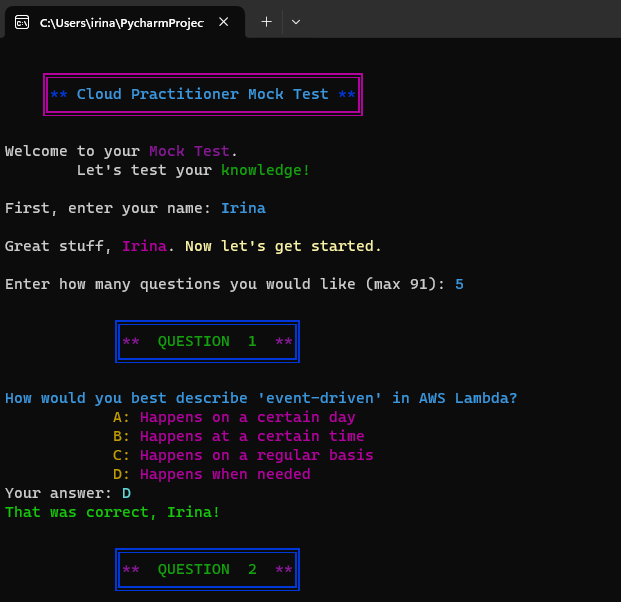 C:\Users\irina\PycharmProjec
** Cloud Practitioner Mock Test **
Welcome to your Mock Test.
Let's test your knowledge!
First, enter your name: Irina
Great stuff, Irina. Now let's get started.
Enter how many questions you would like (max 91): 5
** QUESTION 1 **
How would you best describe 'event-driven' in AWS Lambda?
A: Happens on a certain day
B: Happens at a certain time
C: Happens on a regular basis
D: Happens when needed
Your answer: D
That was correct, Irina!
** QUESTION 2 **